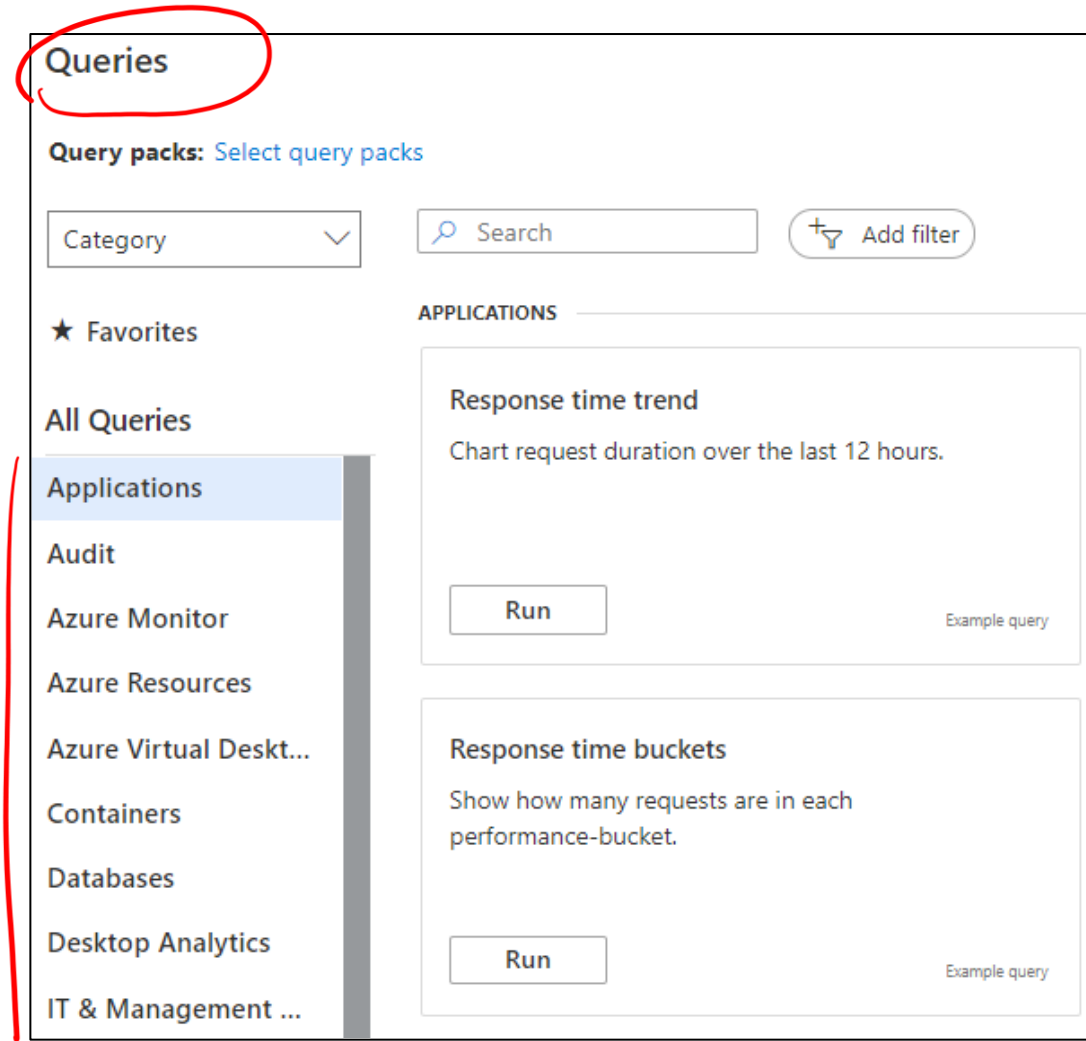 Queries
Query packs: Select query packs
Category
Search
Add filter
★ Favorites
All Queries
Applications
Audit
Azure Monitor
Azure Resources
Azure Virtual Deskt...
Containers
Databases
Desktop Analytics
IT & Management ...
APPLICATIONS
Response time trend
Chart request duration over the last 12 hours.
Run
Example query
Response time buckets
Show how many requests are in each
performance-bucket.
Run
Example query